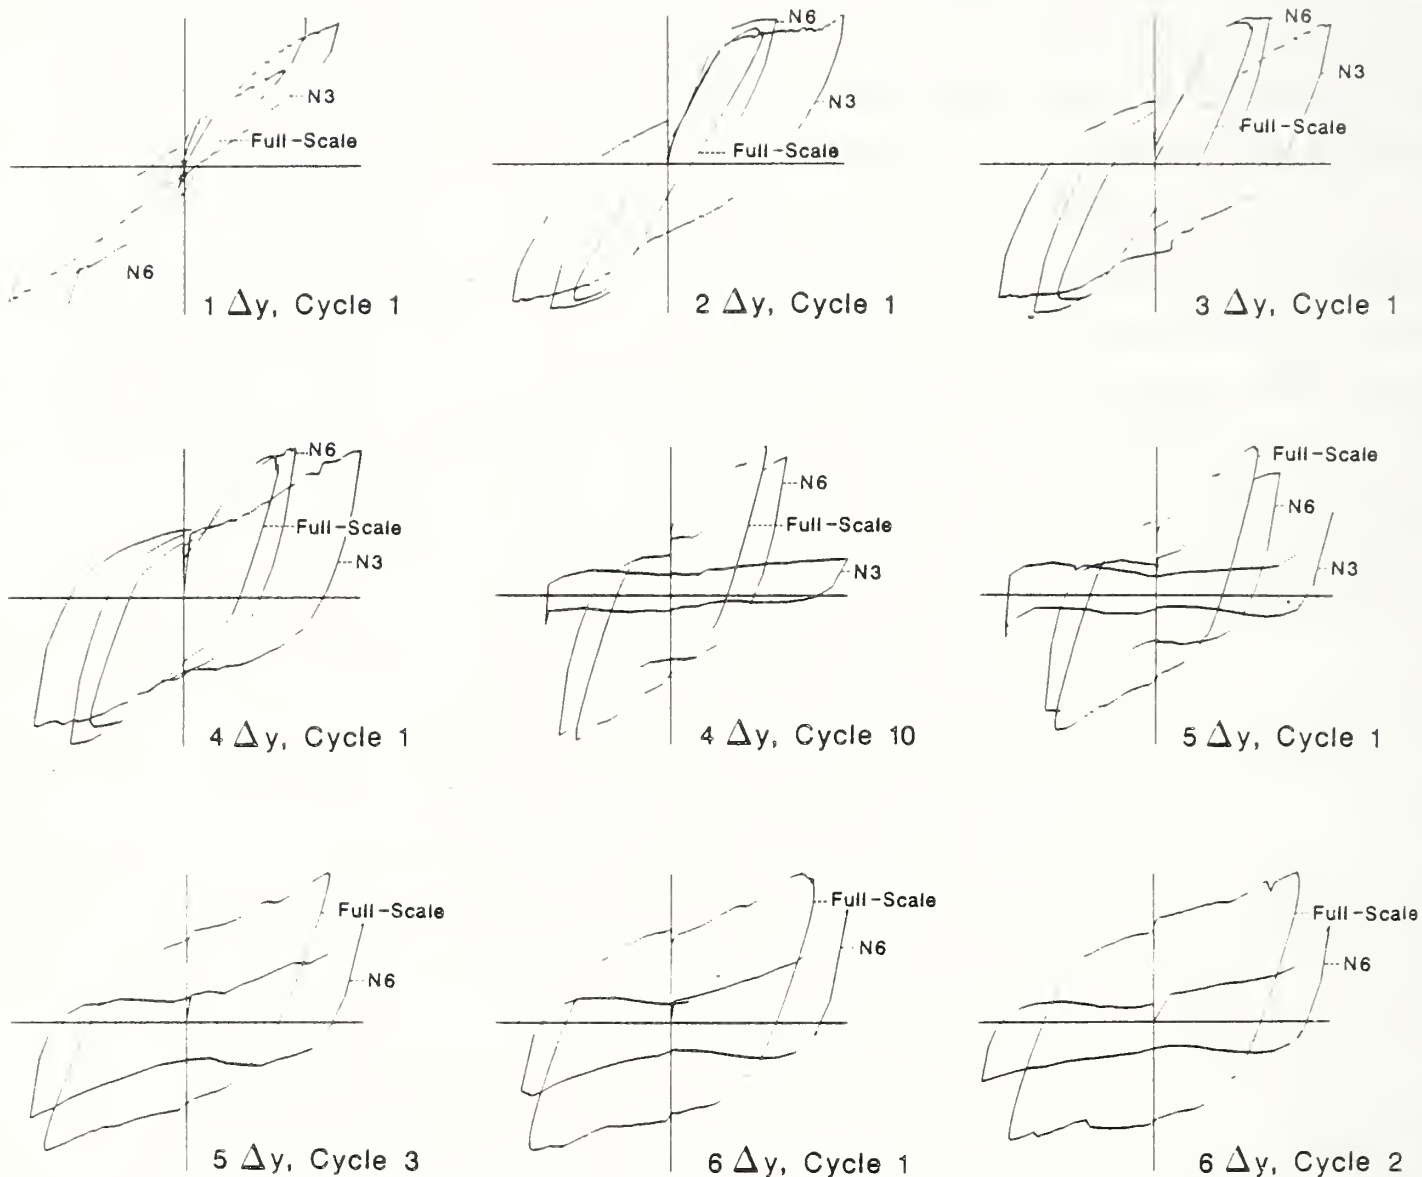 N6
N3
Full-Scale
N6
1 Δy, Cycle 1
N6
N3
Full-Scale
2 Δy, Cycle 1
N6
N3
Full-Scale
3 Δy, Cycle 1
N6
Full-Scale
N3
4 Δy, Cycle 1
N6
Full-Scale
N3
4 Δy, Cycle 10
Full-Scale
N6
N3
5 Δy, Cycle 1
Full-Scale
N6
5 Δy, Cycle 3
Full-Scale
N6
6 Δy, Cycle 1
Full-Scale
N6
6 Δy, Cycle 2